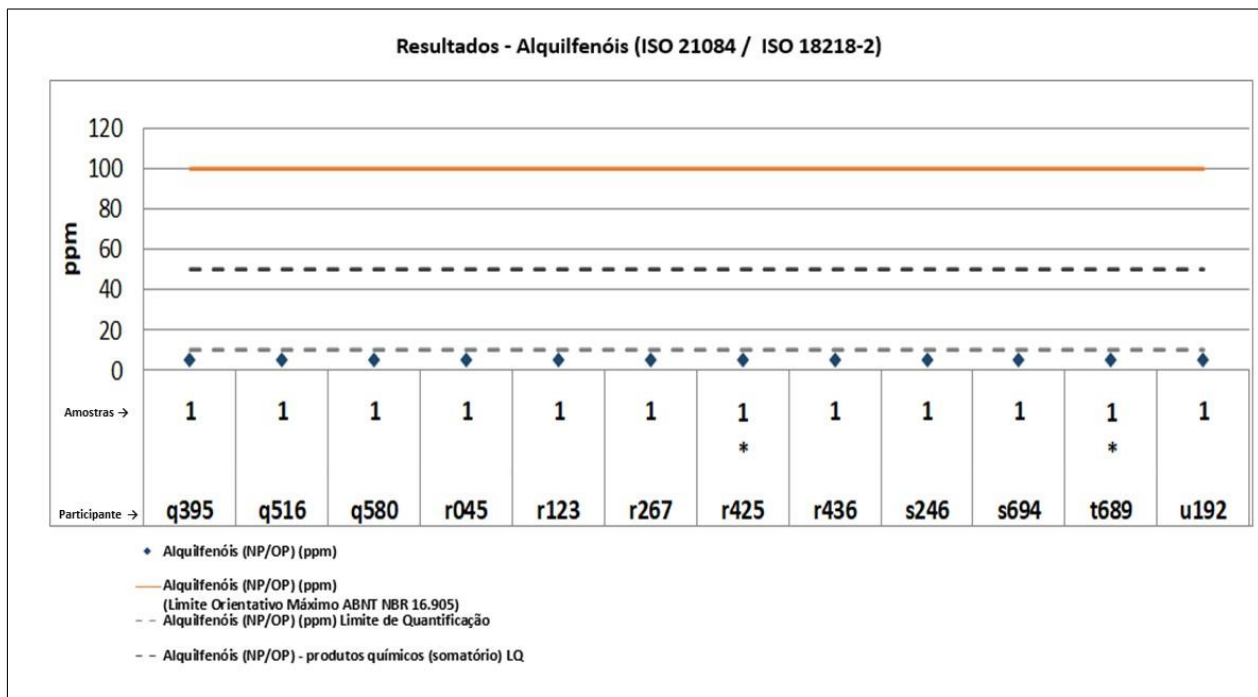 Resultados - Alquilfenóis (ISO 21084 / ISO 18218-2)
120
100
80
60
40
20
0
ppm
Amostras → 1 1 1 1 1 1 1 1 1 1 1 1
* *
Participante → q395 q516 q580 r045 r123 r267 r425 r436 s246 s694 t689 u192
Alquilfenóis (NP/OP) (ppm)
Alquilfenóis (NP/OP) (ppm)
(Limite Orientativo Máximo ABNT NBR 16.905)
Alquilfenóis (NP/OP) (ppm) Limite de Quantificação
Alquilfenóis (NP/OP) - produtos químicos (somatório) LQ